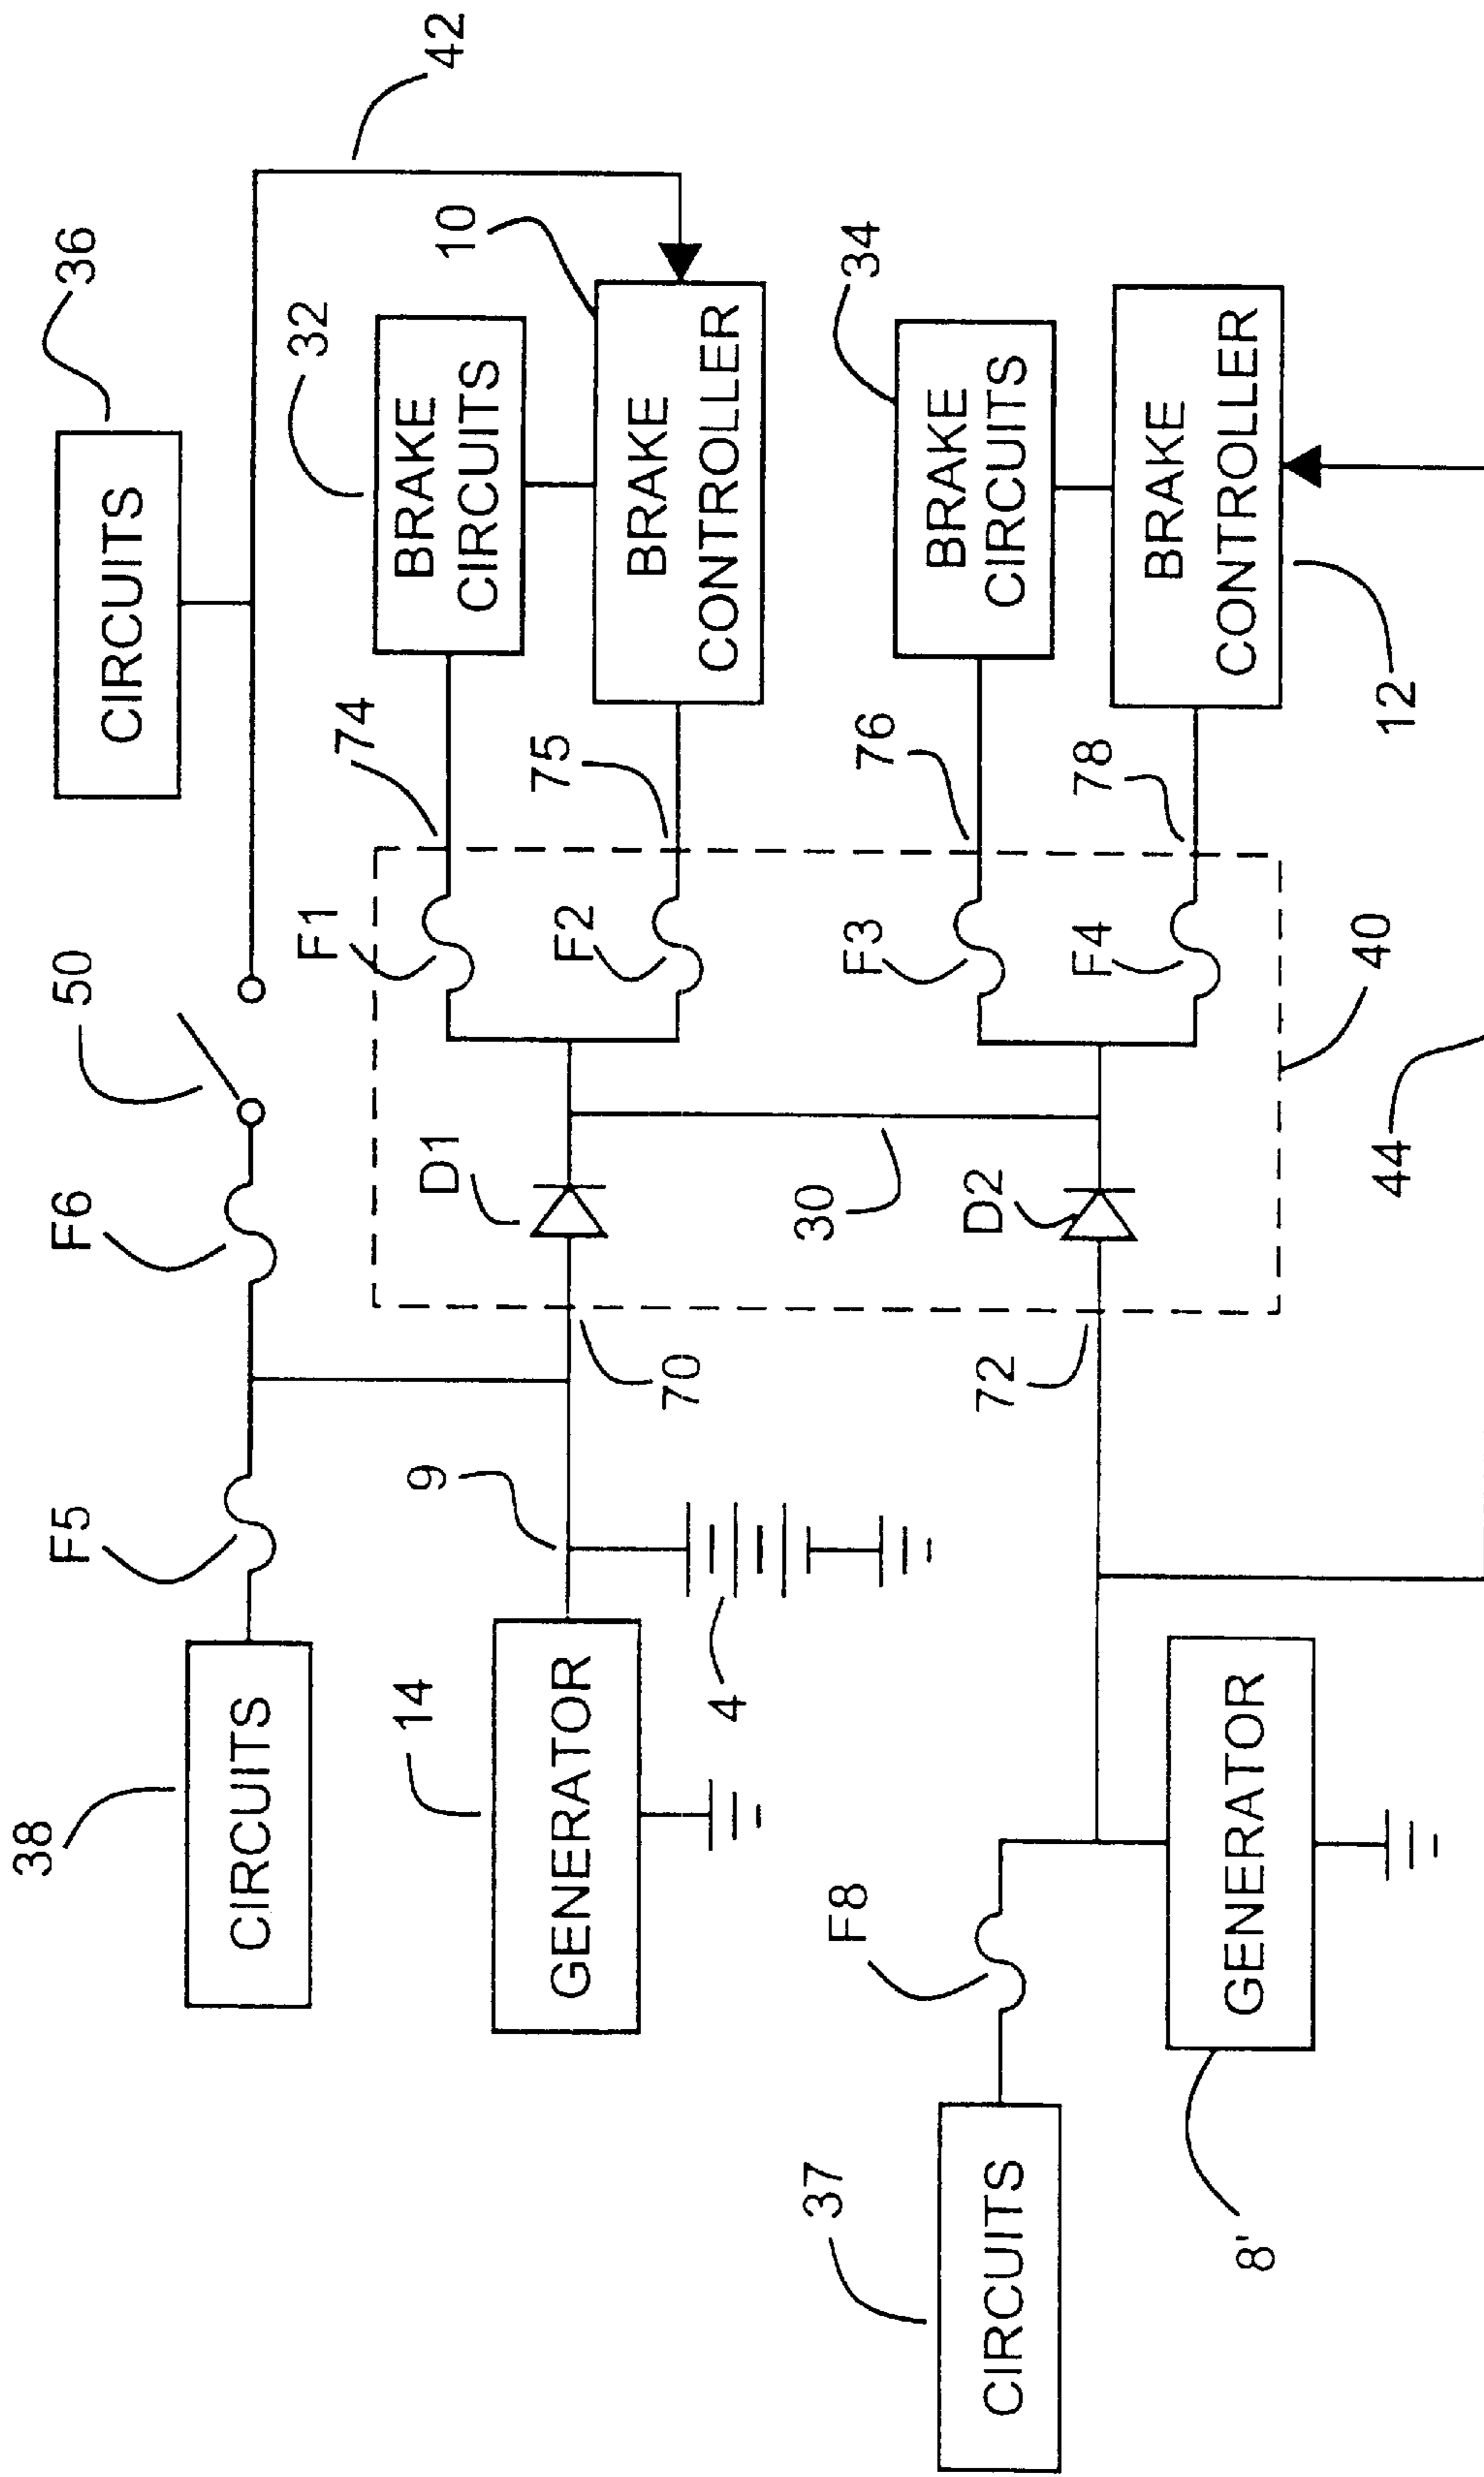 38
CIRCUITS
F5
F6
50
36
CIRCUITS
42
14
GENERATOR
9
4
70
D1
F1
74
32
BRAKE
CIRCUITS
10
F2
75
BRAKE
CONTROLLER
30
37
CIRCUITS
F8
8'
GENERATOR
72
D2
F3
76
34
BRAKE
CIRCUITS
F4
78
BRAKE
CONTROLLER
12
40
44